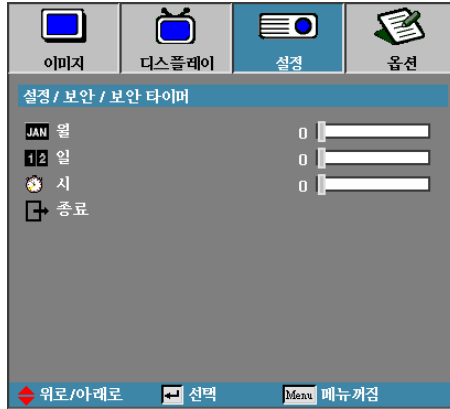 이미지 디스플레이 설정 옵션
설정 / 보안 / 보안 타이머
JAN 월 0
1 2 일 0
시 0
종료
위로/아래로 선택 Menu 메뉴 꺼짐